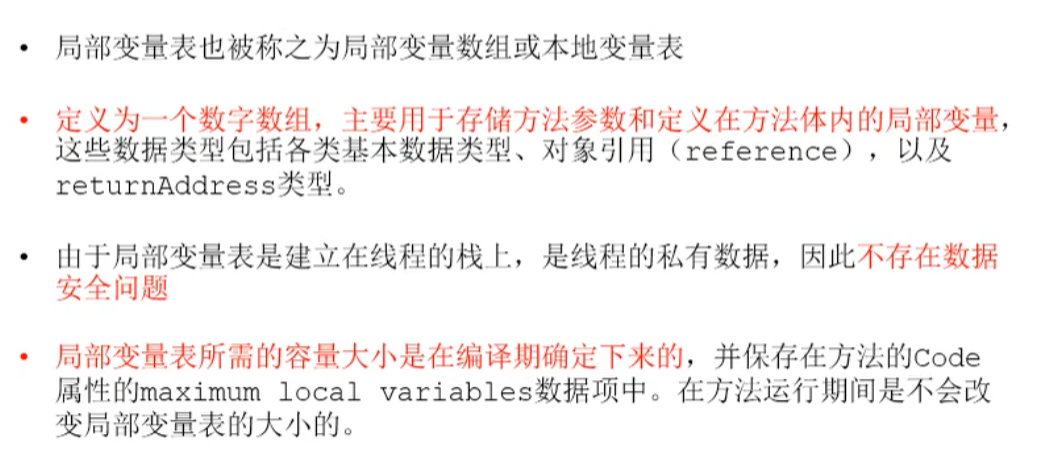 • 局部变量表也被称之为局部变量数组或本地变量表
• 定义为一个数字数组，主要用于存储方法参数和定义在方法体内的局部变量，
这些数据类型包括各类基本数据类型、对象引用（reference），以及
returnAddress类型。
• 由于局部变量表是建立在线程的栈上，是线程的私有数据，因此不存在数据
安全问题
• 局部变量表所需的容量大小是在编译期确定下来的，并保存在方法的Code
属性的maximum local variables数据项中。在方法运行期间是不会改
变局部变量表的大小的。